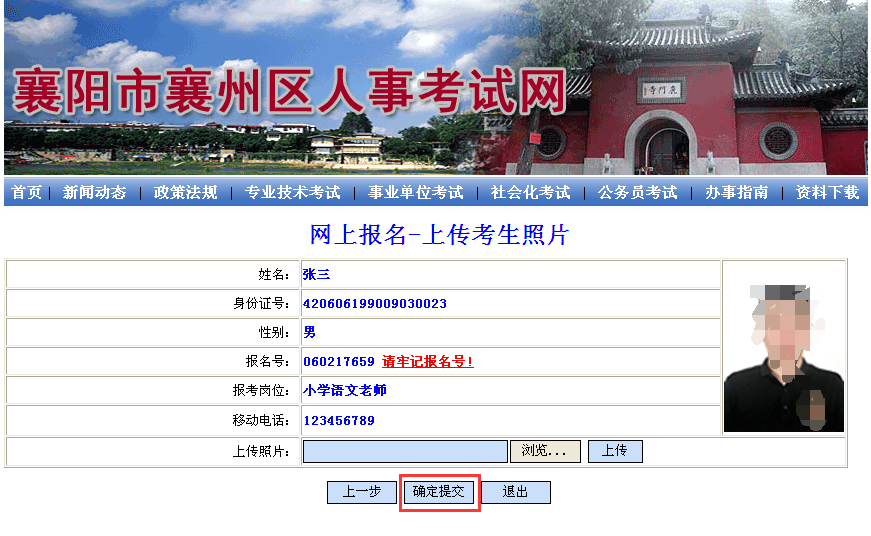 襄阳市襄州区人事考试网
首页 | 新闻动态 | 政策法规 | 专业技术考试 | 事业单位考试 | 社会化考试 | 公务员考试 | 办事指南 | 资料下载
网上报名-上传考生照片
姓名: 张三
身份证号: 420606199009030023
性别: 男
报名号: 060217659 请牢记报名号!
报考岗位: 小学语文老师
移动电话: 123456789
上传照片: 浏览... 上传
上一步 确定提交 退出